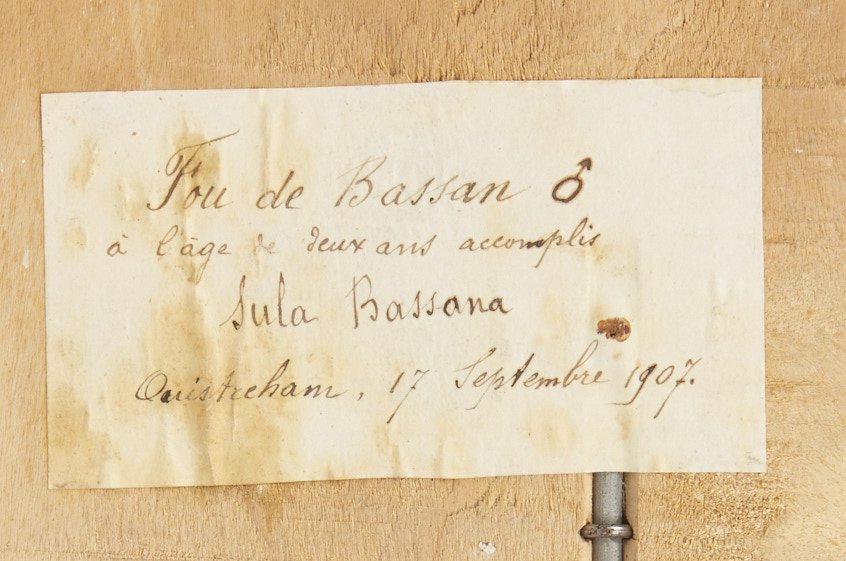 Fou de Bassan ♂
à l'âge de deux ans accomplis
Sula Bassana
Ouistreham, 17 Septembre 1907.